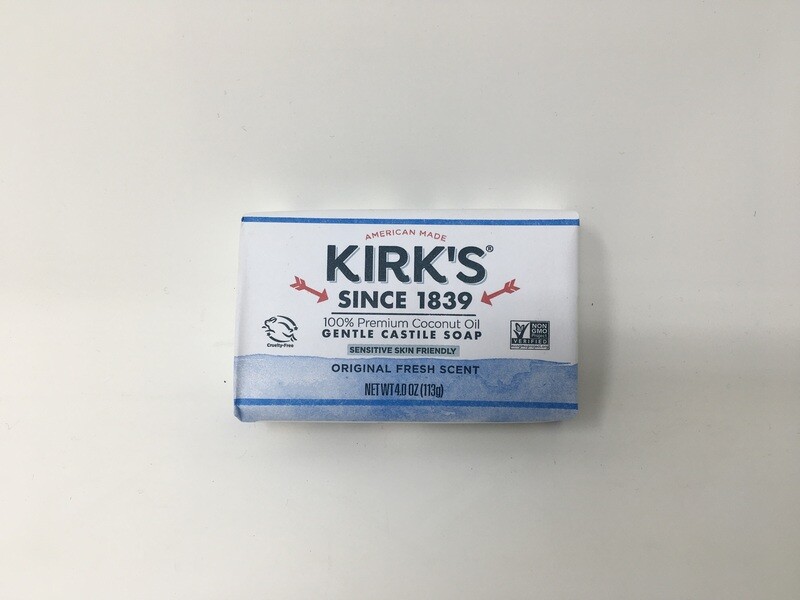 AMERICAN MADE
KIRK'S®
SINCE 1839
100% Premium Coconut Oil
GENTLE CASTILE SOAP
SENSITIVE SKIN FRIENDLY
ORIGINAL FRESH SCENT
NET WT 4.0 OZ (113g)
Cruelty-Free
NON
GMO
Project
VERIFIED